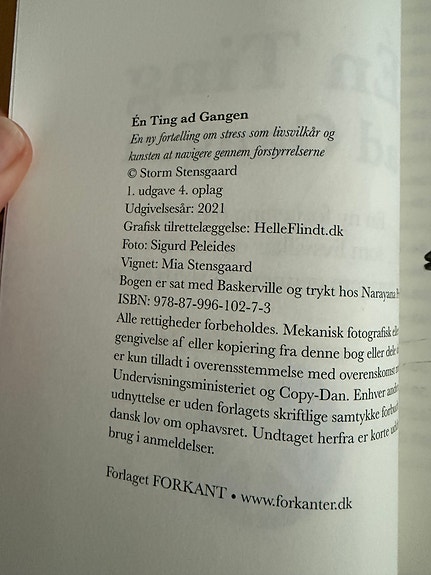 Én Ting ad Gangen
En ny fortælling om stress som livsvilkår og
kunsten at navigere gennem forstyrrelserne
© Storm Stensgaard
1. udgave 4. oplag
Udgivelsesår: 2021
Grafisk tilrettelæggelse: HelleFlindt.dk
Foto: Sigurd Peleides
Vignet: Mia Stensgaard
Bogen er sat med Baskerville og trykt hos Narayana
ISBN: 978-87-996-102-7-3
Alle rettigheder forbeholdes. Mekanisk fotografisk
gengivelse af eller kopiering fra denne bog eller dele
er kun tilladt i overensstemmelse med overenskomst
Undervisningsministeriet og Copy-Dan. Enhver
udnyttelse er uden forlagets skriftlige samtykke
dansk lov om ophavsret. Undtaget herfra er korte
brug i anmeldelser.
Forlaget FORKANT • www.forkanter.dk